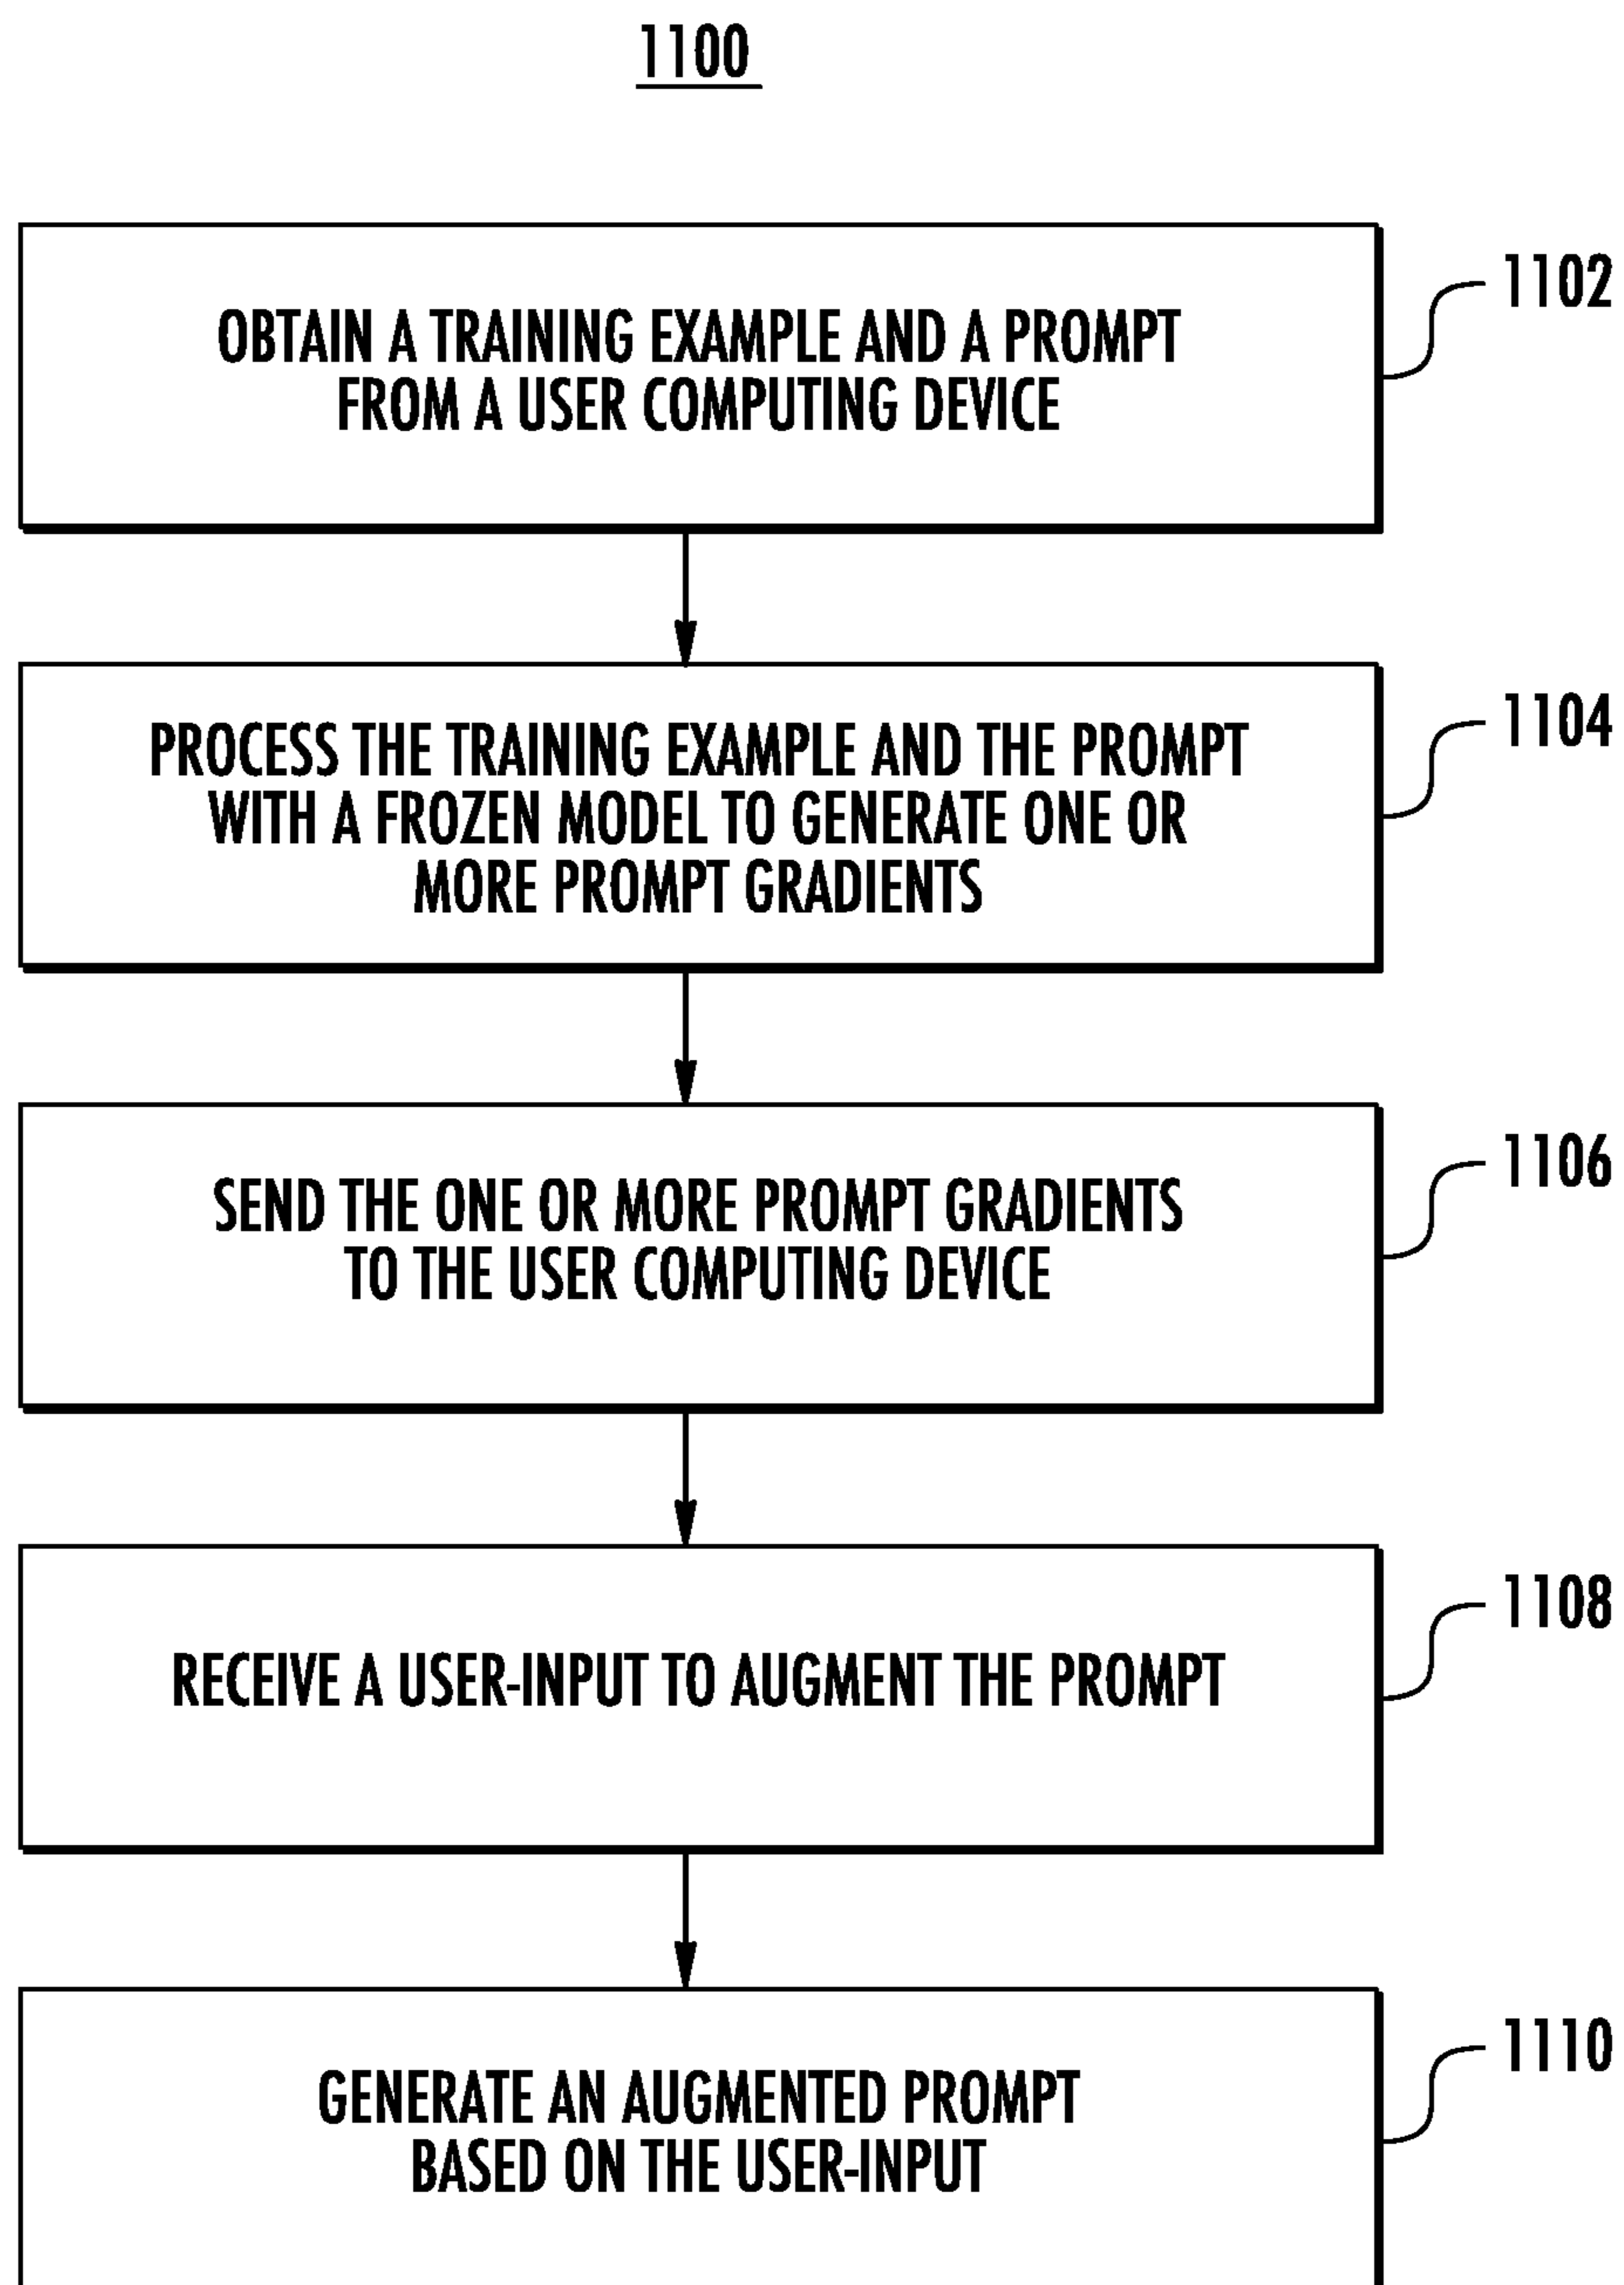 1100
OBTAIN A TRAINING EXAMPLE AND A PROMPT
FROM A USER COMPUTING DEVICE
1102
PROCESS THE TRAINING EXAMPLE AND THE PROMPT
WITH A FROZEN MODEL TO GENERATE ONE OR
MORE PROMPT GRADIENTS
1104
SEND THE ONE OR MORE PROMPT GRADIENTS
TO THE USER COMPUTING DEVICE
1106
RECEIVE A USER-INPUT TO AUGMENT THE PROMPT
1108
GENERATE AN AUGMENTED PROMPT
BASED ON THE USER-INPUT
1110